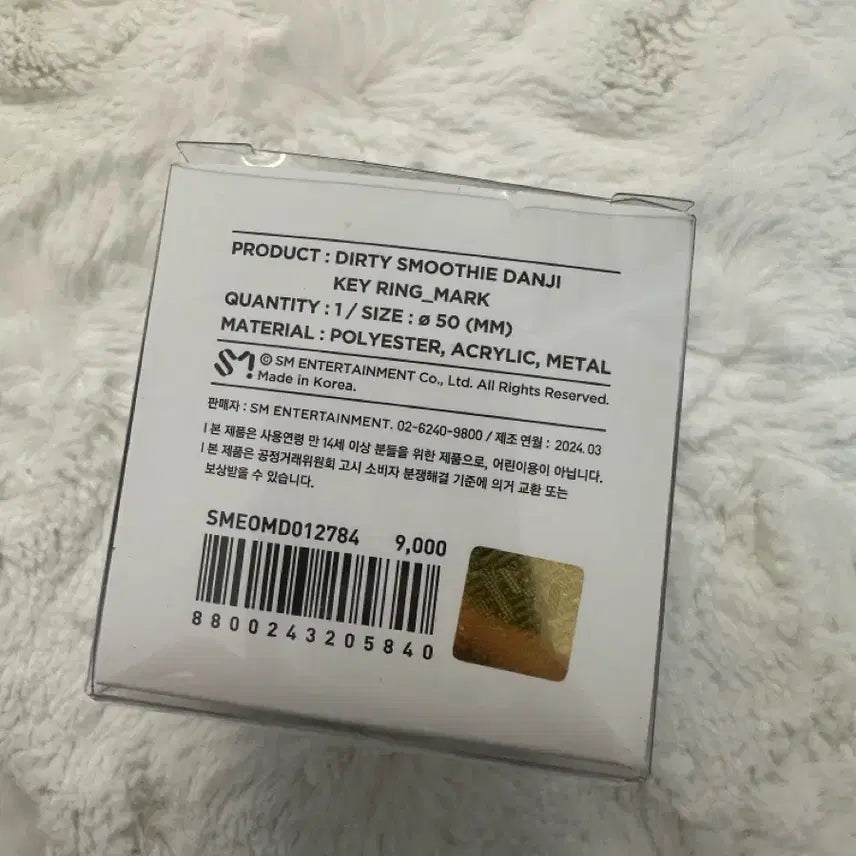 PRODUCT : DIRTY SMOOTHIE DANJI
KEY RING_MARK
QUANTITY : 1 / SIZE : ø 50 (MM)
MATERIAL : POLYESTER, ACRYLIC, METAL
SM! © SM ENTERTAINMENT Co., Ltd. All Rights Reserved.
Made in Korea.
판매자 : SM ENTERTAINMENT. 02-6240-9800 / 제조 연월 : 2024. 03
l 본 제품은 사용연령 만 14세 이상 분들을 위한 제품으로, 어린이용이 아닙니다.
l 본 제품은 공정거래위원회 고시 소비자 분쟁해결 기준에 의거 교환 또는
보상받을 수 있습니다.
SMEOMD012784 9,000
8800243205840